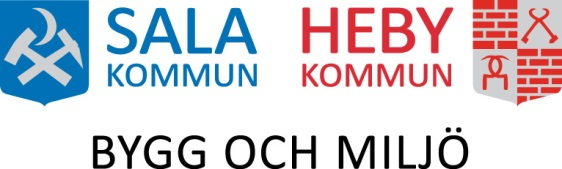 SALA
KOMMUN
HEBY
KOMMUN
BYGG OCH MILJÖ